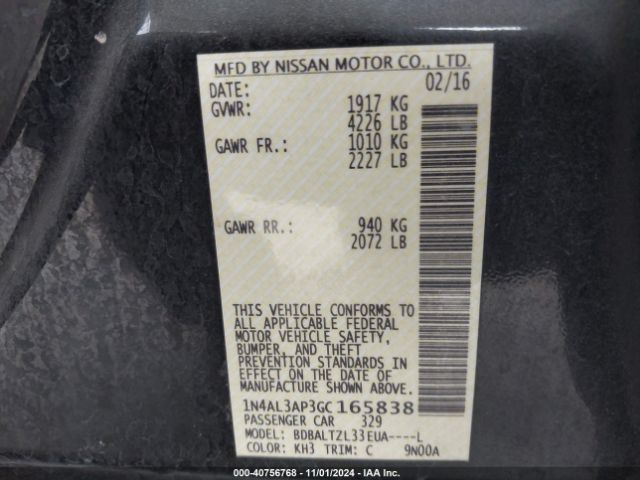 MFD BY NISSAN MOTOR CO., LTD.
DATE: 02/16
GVWR: 1917 KG
4226 LB
GAWR FR.: 1010 KG
2227 LB
GAWR RR.: 940 KG
2072 LB
THIS VEHICLE CONFORMS TO
ALL APPLICABLE FEDERAL
MOTOR VEHICLE SAFETY,
BUMPER, AND THEFT
PREVENTION STANDARDS IN
EFFECT ON THE DATE OF
MANUFACTURE SHOWN ABOVE.
1N4AL3AP3GC165838
PASSENGER CAR 329
MODEL: BDBALTZL33EUA----L
COLOR: KH3 TRIM: C 9N00A
000-40756768 - 11/01/2024 - IAA Inc.